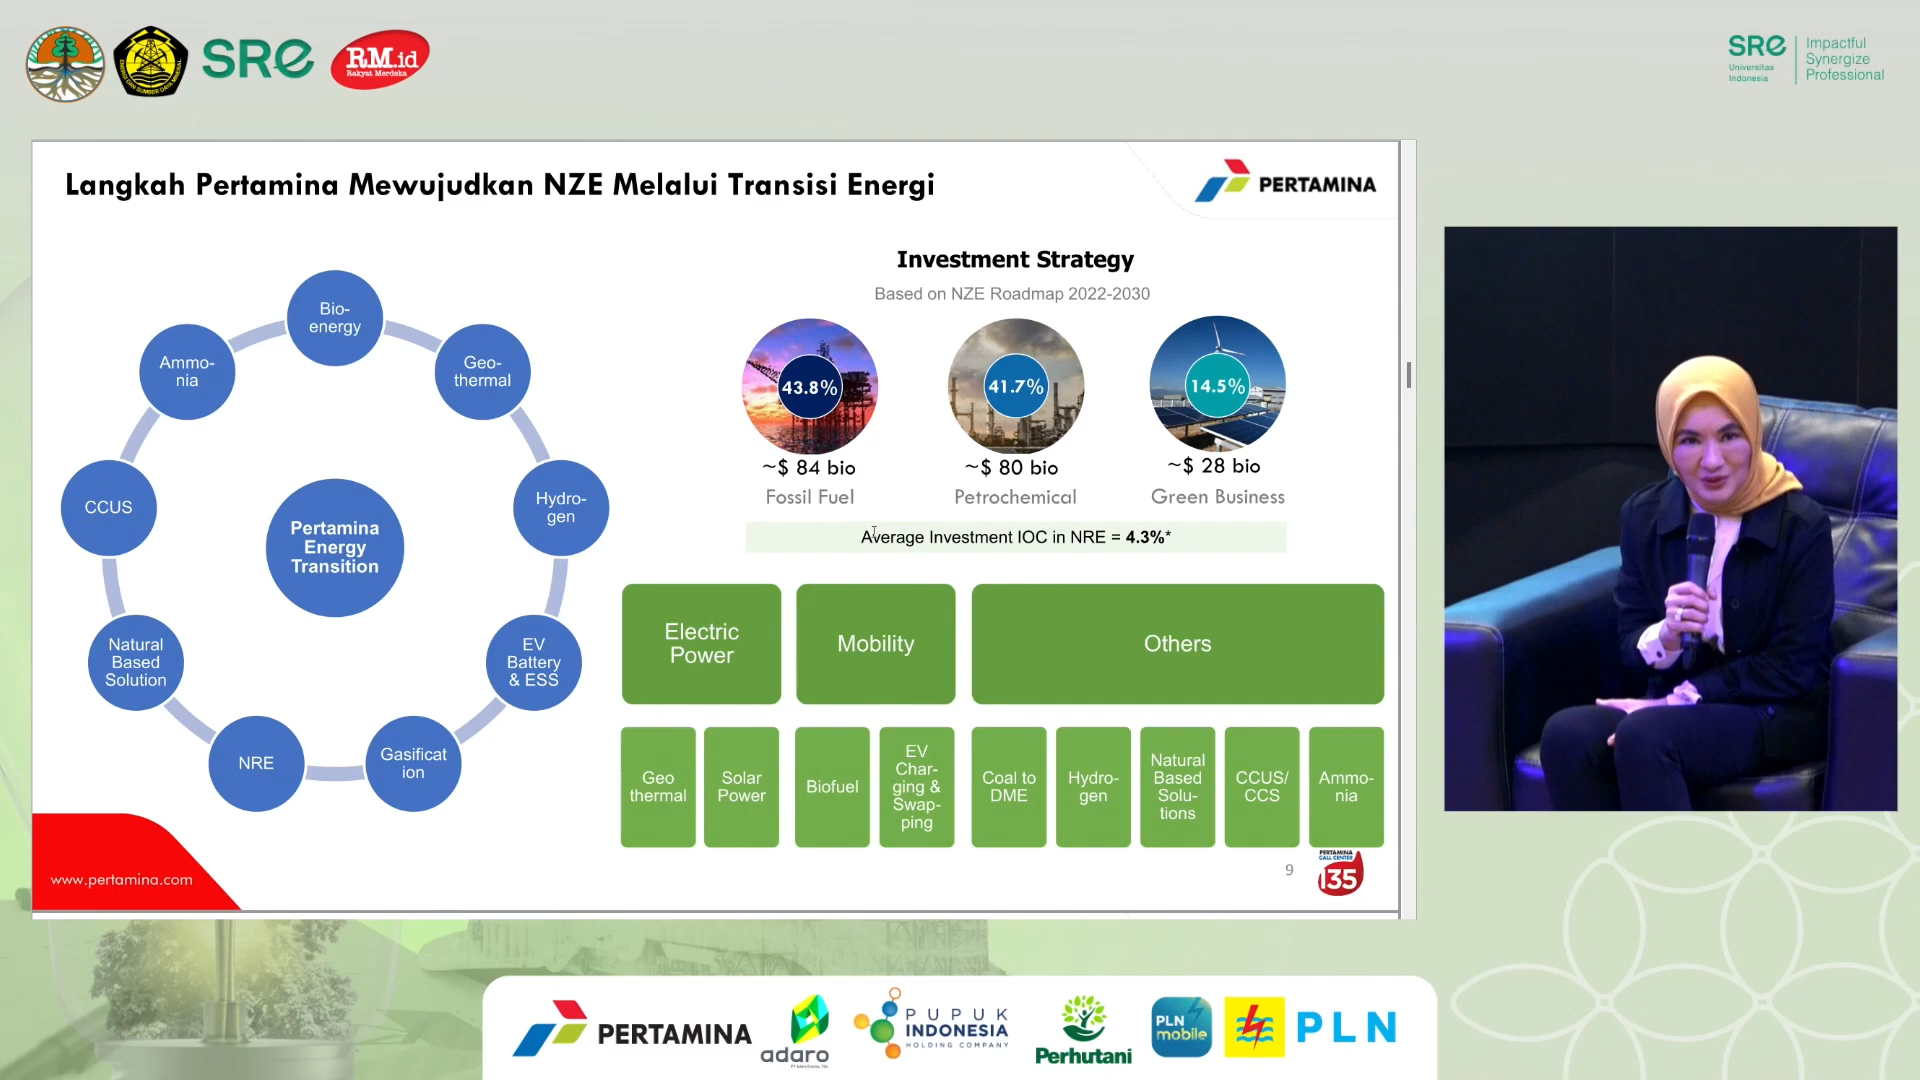 SRE
RM.id
Rakyat Merdeka
SRE
Universitas
Indonesia
Impactful
Synergize
Professional
Langkah Pertamina Mewujudkan NZE Melalui Transisi Energi
PERTAMINA
Bio-
energy
Geo-
thermal
Hydro-
gen
EV
Battery
& ESS
Gasificat
ion
NRE
Natural
Based
Solution
CCUS
Ammo-
nia
Pertamina
Energy
Transition
Investment Strategy
Based on NZE Roadmap 2022-2030
43.8%
41.7%
14.5%
~$ 84 bio
~$ 80 bio
~$ 28 bio
Fossil Fuel
Petrochemical
Green Business
Average Investment IOC in NRE = 4.3%*
Electric
Power
Mobility
Others
Geo
thermal
Solar
Power
Biofuel
EV
Char-
ging &
Swap-
ping
Coal to
DME
Hydro-
gen
Natural
Based
Solu-
tions
CCUS/
CCS
Ammo-
nia
www.pertamina.com
9
PERTAMINA
CALL CENTER
135
PERTAMINA
adaro
PUPUK
INDONESIA
HOLDING COMPANY
Perhutani
PLN
mobile
PLN